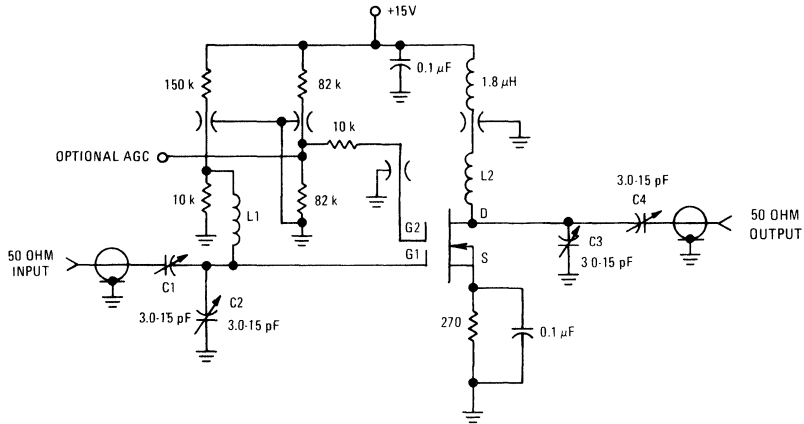 +15V
150 k
82 k
0.1 µF
1.8 µH
10 k
OPTIONAL AGC
10 k
L1
82 k
L2
3.0-15 pF
C4
G2
G1
D
S
C3
3 0-15 pF
50 OHM
OUTPUT
50 OHM
INPUT
C1
3.0-15 pF
C2
3.0-15 pF
270
0.1 µF